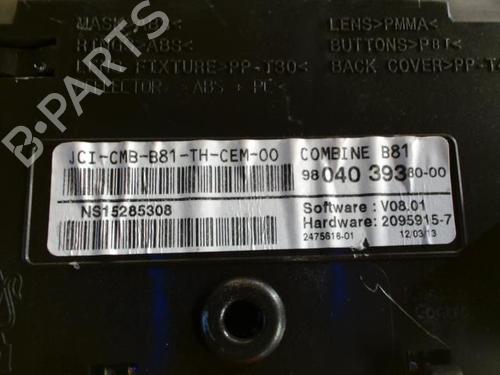 LENS>PMMA<
BUTTONS>PBT<
FIXTURE>PP-T30<
BACK COVER>PP-T
ABS + PC<
B-PARTS
JCI-CMB-B81-TH-CEM-00
COMBINE B81
98 040 393 80-00
NS15285308
Software : V08.01
Hardware: 2095915-7
2475618-01
12/03/13